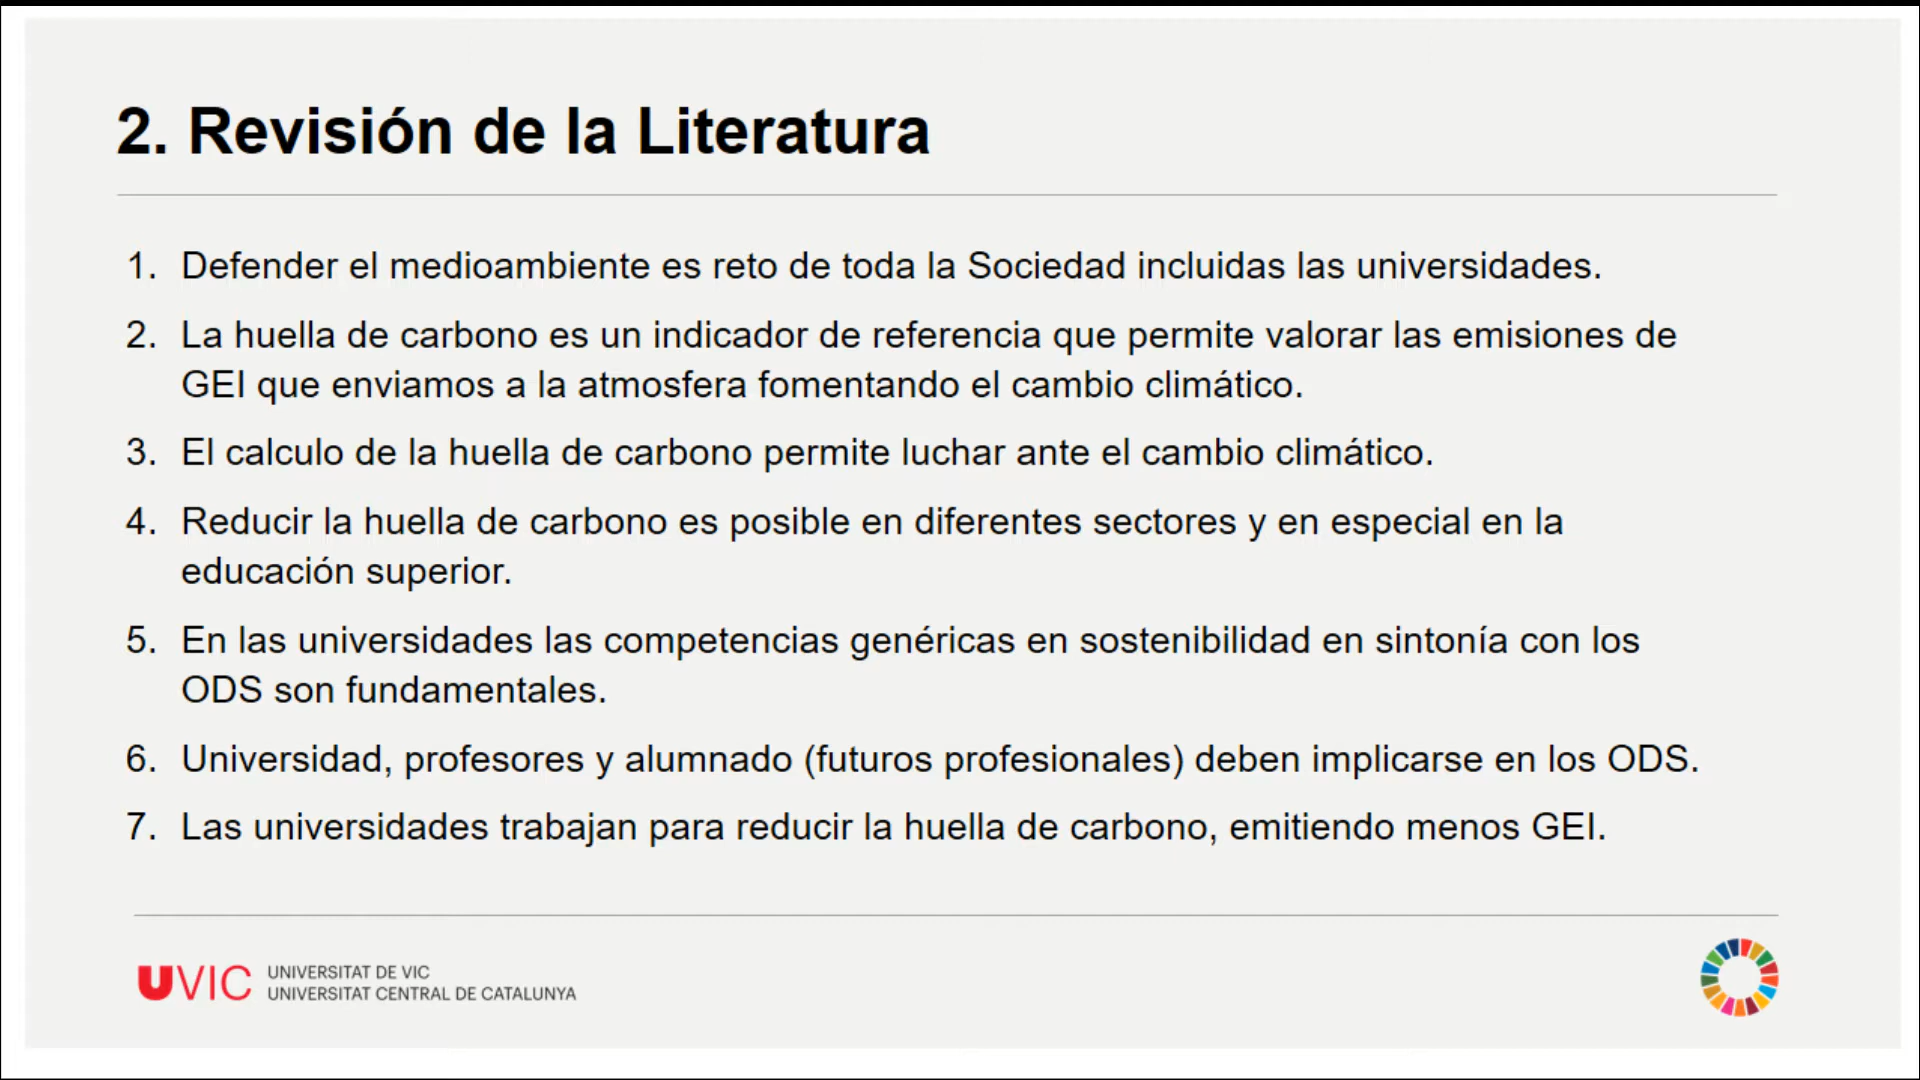 2. Revisión de la Literatura
1. Defender el medioambiente es reto de toda la Sociedad incluidas las universidades.
2. La huella de carbono es un indicador de referencia que permite valorar las emisiones de
GEI que enviamos a la atmosfera fomentando el cambio climático.
3. El calculo de la huella de carbono permite luchar ante el cambio climático.
4. Reducir la huella de carbono es posible en diferentes sectores y en especial en la
educación superior.
5. En las universidades las competencias genéricas en sostenibilidad en sintonía con los
ODS son fundamentales.
6. Universidad, profesores y alumnado (futuros profesionales) deben implicarse en los ODS.
7. Las universidades trabajan para reducir la huella de carbono, emitiendo menos GEI.
UVIC
UNIVERSITAT DE VIC
UNIVERSITAT CENTRAL DE CATALUNYA